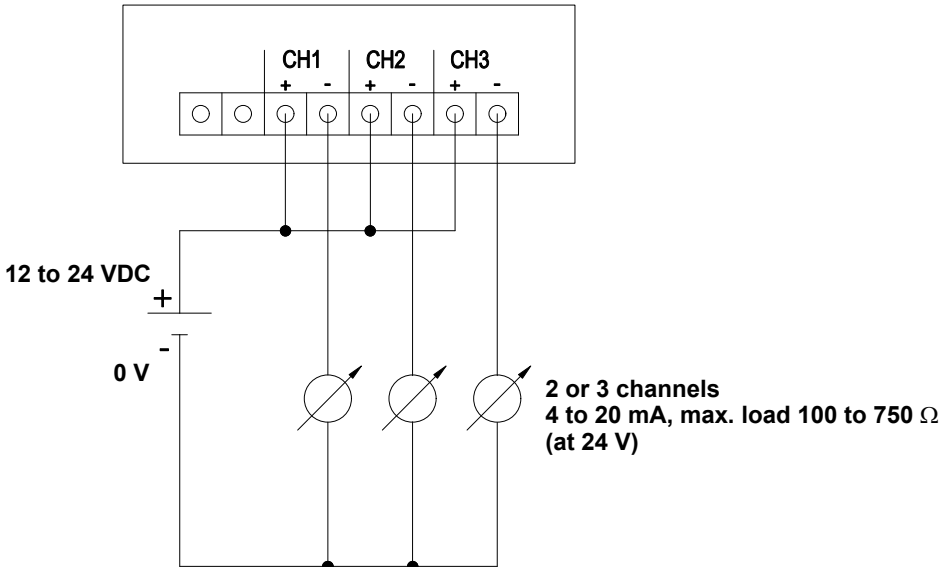 CH1 CH2 CH3
+ - + - + -
12 to 24 VDC
+
-
0 V
2 or 3 channels
4 to 20 mA, max. load 100 to 750 Ω
(at 24 V)